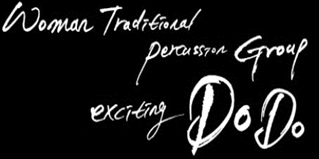 Woman Traditional
percussion Group
exciting DoDo